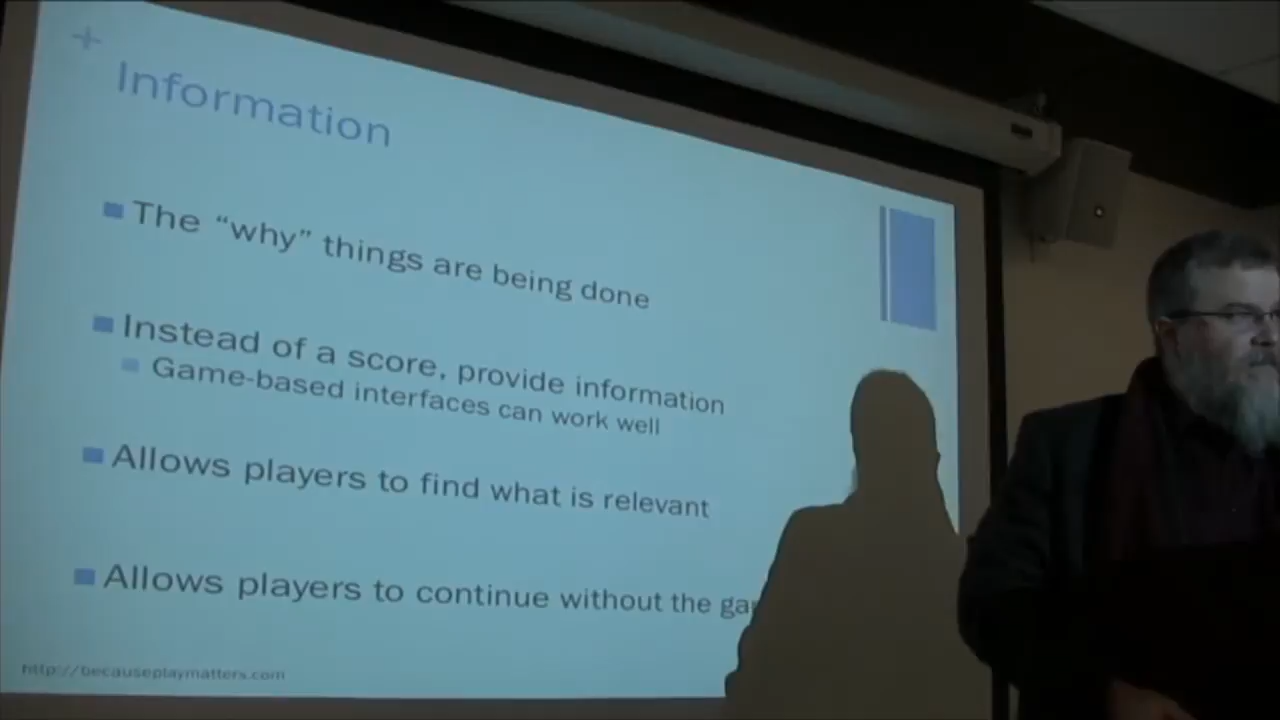 Information
The “why” things are being done
Instead of a score, provide information
Game-based interfaces can work well
Allows players to find what is relevant
Allows players to continue without the
http://becauseplaymatters.com